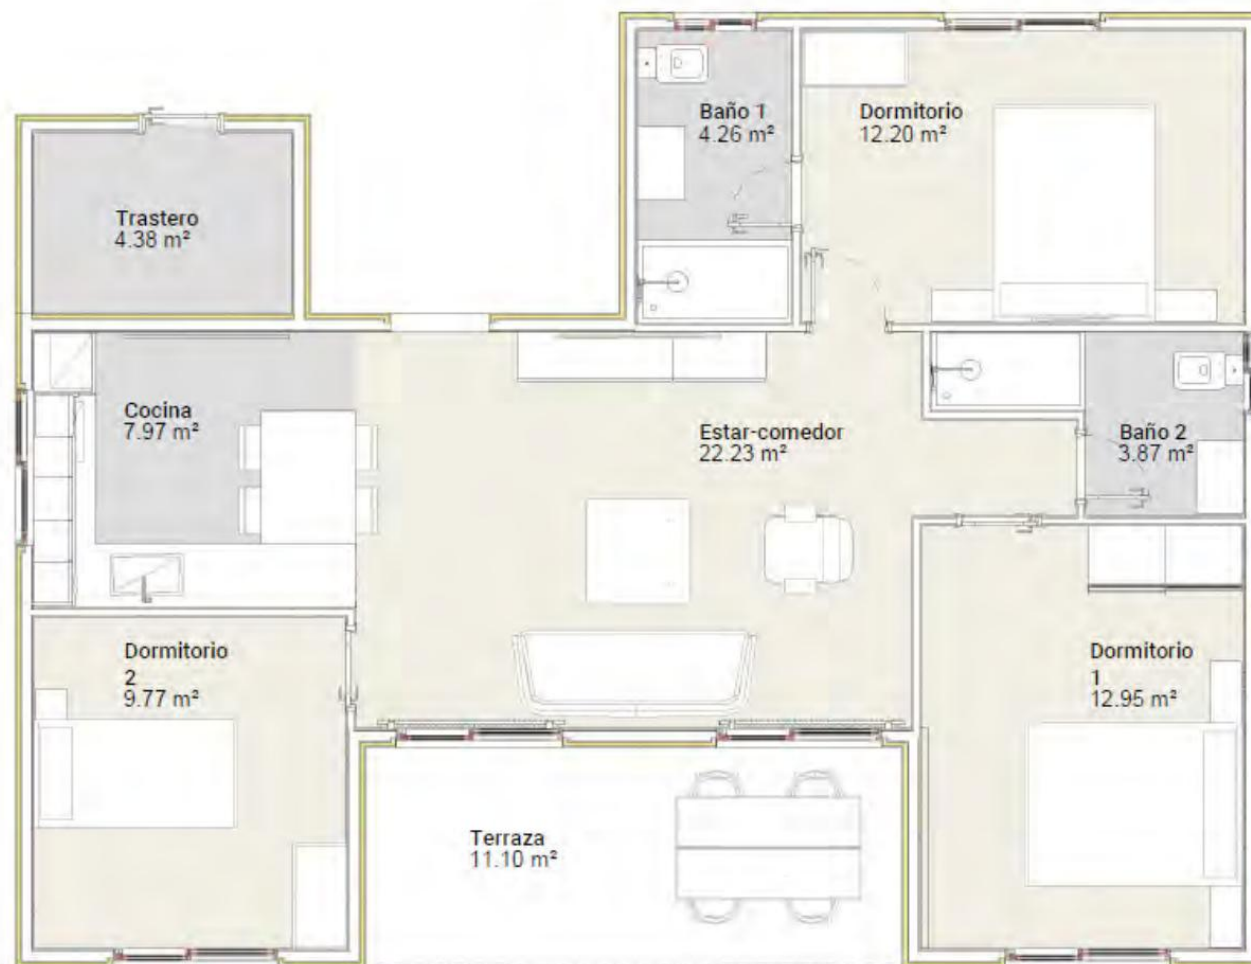 Baño 1
4.26 m²
Dormitorio
12.20 m²
Trastero
4.38 m²
Cocina
7.97 m²
Estar-comedor
22.23 m²
Baño 2
3.87 m²
Dormitorio
2
9.77 m²
Dormitorio
1
12.95 m²
Terraza
11.10 m²